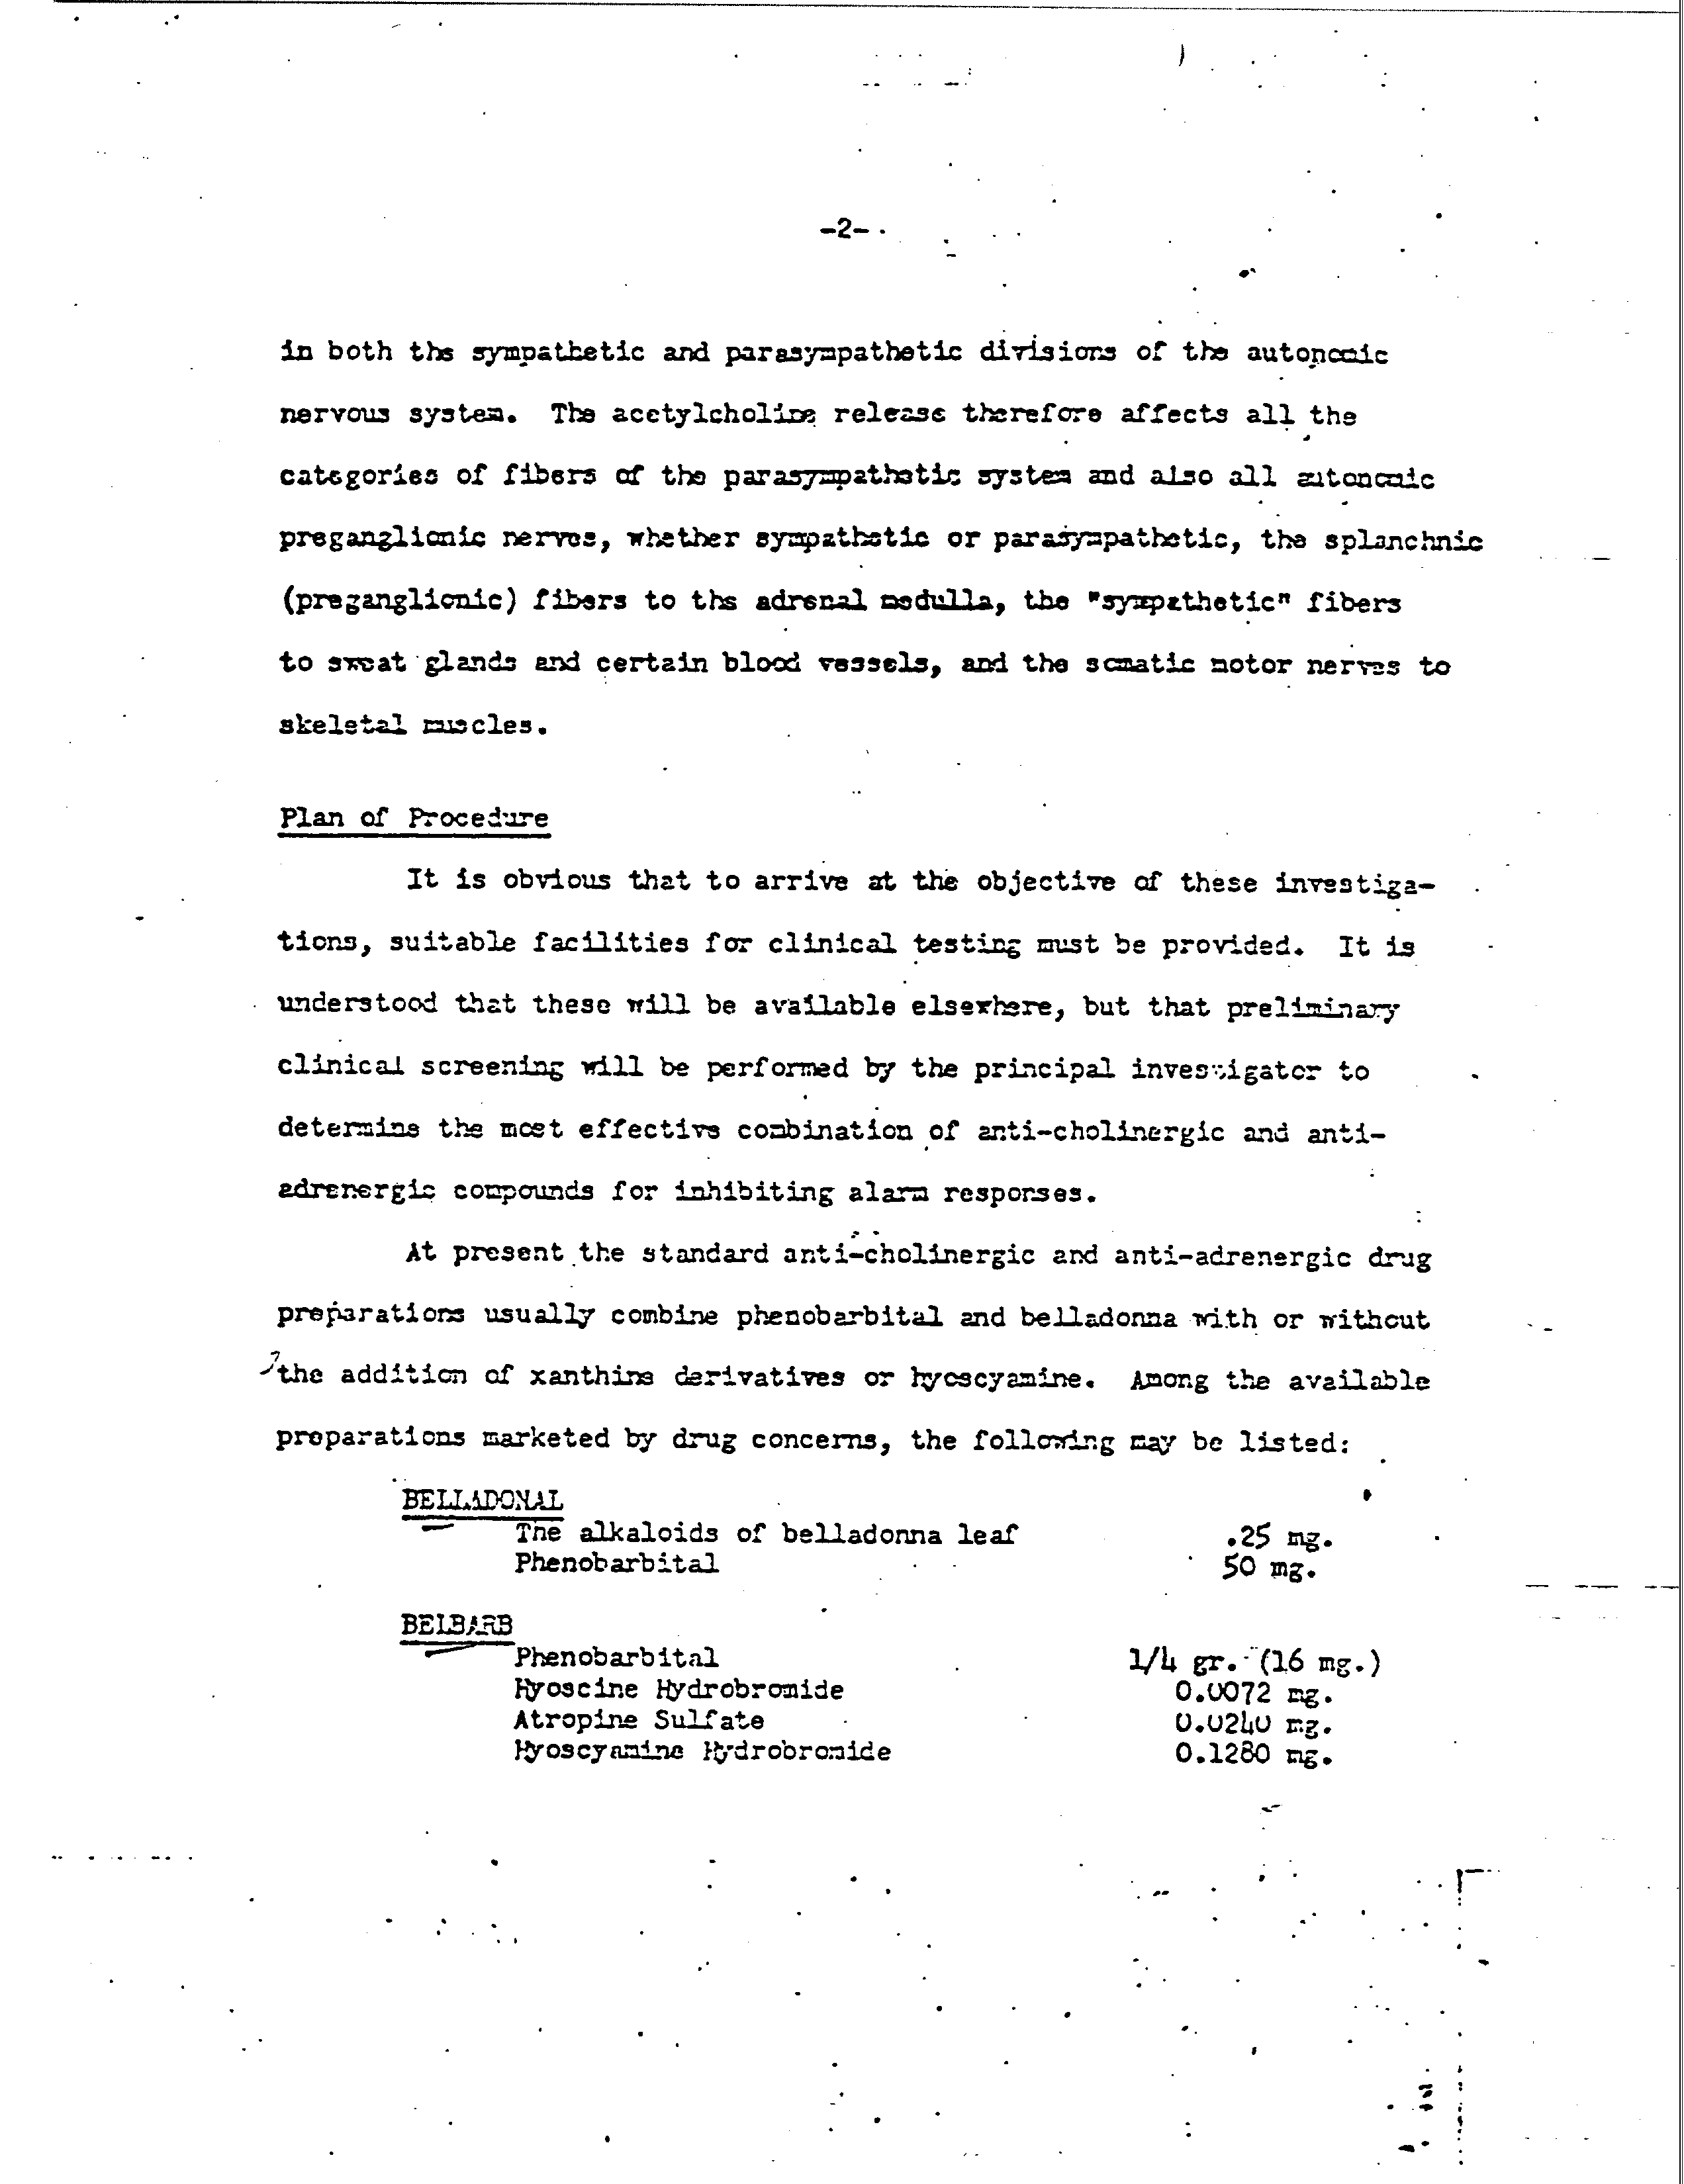 -2-
in both the sympathetic and parasympathetic divisions of the autonomic
nervous system. The acetylcholine release therefore affects all the
categories of fibers of the parasympathetic system and also all autonomic
preganglionic nerves, whether sympathetic or parasympathetic, the splanchnic
(preganglionic) fibers to the adrenal medulla, the "sympathetic" fibers
to sweat glands and certain blood vessels, and the somatic motor nerves to
skeletal muscles.
Plan of Procedure
It is obvious that to arrive at the objective of these investiga-
tions, suitable facilities for clinical testing must be provided. It is
understood that these will be available elsewhere, but that preliminary
clinical screening will be performed by the principal investigator to
determine the most effective combination of anti-cholinergic and anti-
adrenergic compounds for inhibiting alarm responses.
At present the standard anti-cholinergic and anti-adrenergic drug
preparations usually combine phenobarbital and belladonna with or without
the addition of xanthine derivatives or hyoscyamine. Among the available
preparations marketed by drug concerns, the following may be listed:
BELLADONAL
The alkaloids of belladonna leaf .25 mg.
Phenobarbital 50 mg.
BELBARB
Phenobarbital 1/4 gr. (16 mg.)
Hyoscine Hydrobromide 0.0072 mg.
Atropine Sulfate 0.0240 mg.
Hyoscyamine Hydrobromide 0.1280 mg.